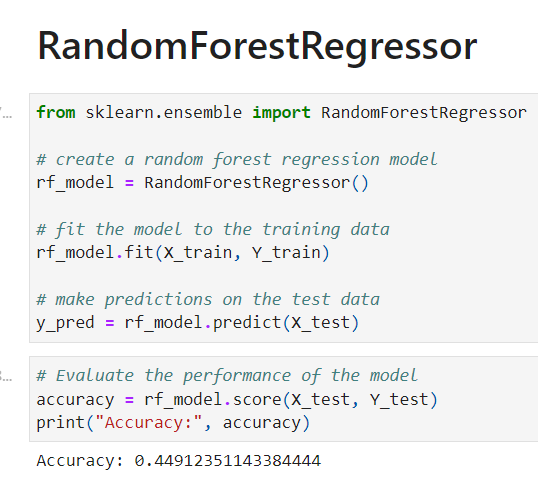 RandomForestRegressor
from sklearn.ensemble import RandomForestRegressor
# create a random forest regression model
rf_model = RandomForestRegressor()
# fit the model to the training data
rf_model.fit(X_train, Y_train)
# make predictions on the test data
y_pred = rf_model.predict(X_test)
# Evaluate the performance of the model
accuracy = rf_model.score(X_test, Y_test)
print("Accuracy:", accuracy)
Accuracy: 0.44912351143384444